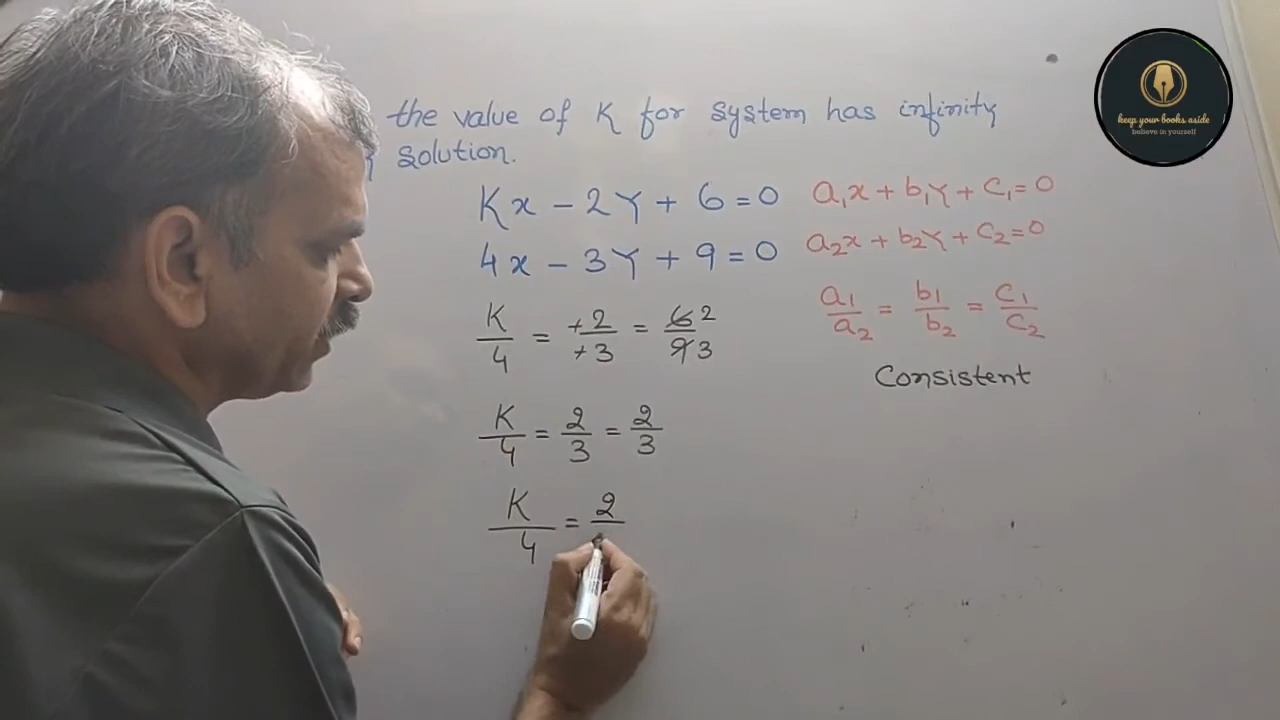 the value of K for system has infinity
solution.
Kx - 2Y + 6 = 0
4x - 3Y + 9 = 0
K/4 = +2/+3 = 6/9 2/3
K/4 = 2/3 = 2/3
K/4 = 2
a₁x + b₁Y + C₁ = 0
a₂x + b₂Y + C₂ = 0
a₁/a₂ = b₁/b₂ = C₁/C₂
Consistent
keep your books aside
believe in yourself